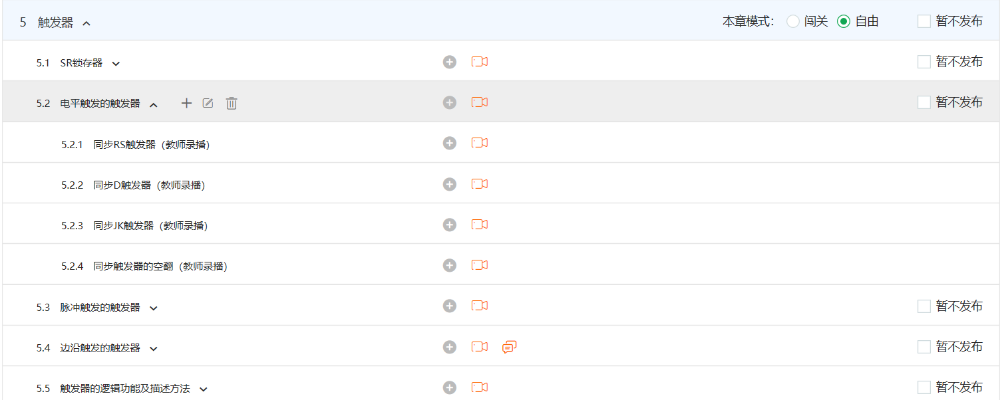 5 触发器 本章模式： 闯关 自由 暂不发布
5.1 SR锁存器 暂不发布
5.2 电平触发的触发器 暂不发布
5.2.1 同步RS触发器（教师录播）
5.2.2 同步D触发器（教师录播）
5.2.3 同步JK触发器（教师录播）
5.2.4 同步触发器的空翻（教师录播）
5.3 脉冲触发的触发器 暂不发布
5.4 边沿触发的触发器 暂不发布
5.5 触发器的逻辑功能及描述方法 暂不发布